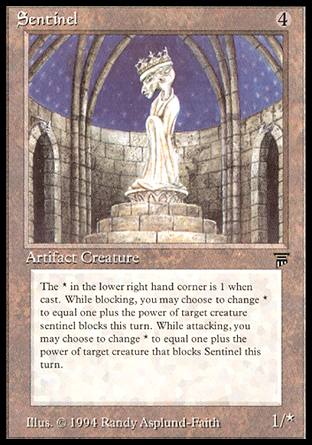 Sentinel 4
Artifact Creature
The * in the lower right hand corner is 1 when
cast. While blocking, you may choose to change *
to equal one plus the power of target creature
sentinel blocks this turn. While attacking, you
may choose to change * to equal one plus the
power of target creature that blocks Sentinel this
turn.
Illus. © 1994 Randy Asplund-Faith 1/*